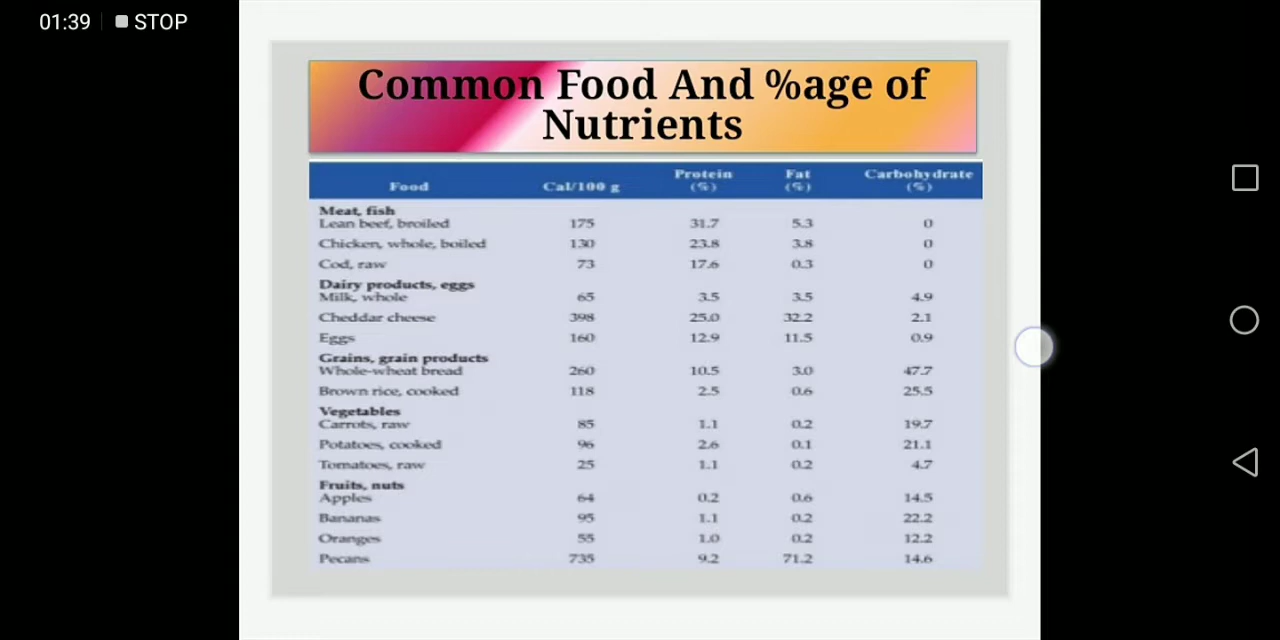 01:39 STOP
Common Food And %age of
Nutrients
Food Cal/100 g Protein (%) Fat (%) Carbohydrate (%)
Meat, fish
Lean beef, broiled 175 31.7 5.3 0
Chicken, whole, boiled 130 23.8 3.8 0
Cod, raw 73 17.6 0.3 0
Dairy products, eggs
Milk, whole 65 3.5 3.5 4.9
Cheddar cheese 398 25.0 32.2 2.1
Eggs 160 12.9 11.5 0.9
Grains, grain products
Whole-wheat bread 260 10.5 3.0 47.7
Brown rice, cooked 118 2.5 0.6 25.5
Vegetables
Carrots, raw 85 1.1 0.2 19.7
Potatoes, cooked 96 2.6 0.1 21.1
Tomatoes, raw 25 1.1 0.2 4.7
Fruits, nuts
Apples 64 0.2 0.6 14.5
Bananas 95 1.1 0.2 22.2
Oranges 55 1.0 0.2 12.2
Pecans 735 9.2 71.2 14.6